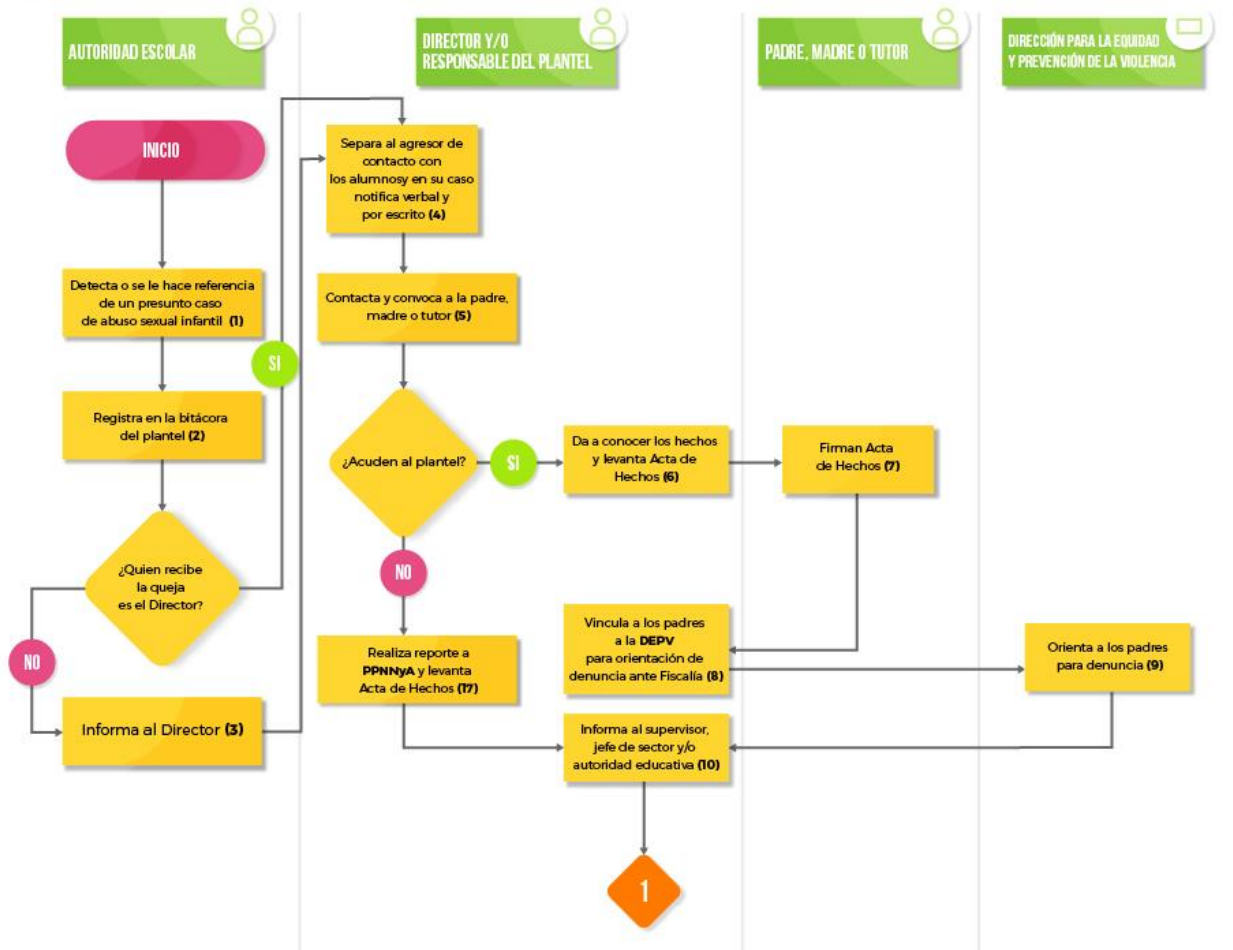 AUTORIDAD ESCOLAR
DIRECTOR Y/O
RESPONSABLE DEL PLANTEL
PADRE, MADRE O TUTOR
DIRECCIÓN PARA LA EQUIDAD
Y PREVENCIÓN DE LA VIOLENCIA
INICIO
Detecta o se le hace referencia
de un presunto caso
de abuso sexual infantil (1)
Registra en la bitácora
del plantel (2)
¿Quien recibe
la queja
es el Director?
SI
NO
Informa al Director (3)
Separa al agresor de
contacto con
los alumnosy en su caso
notifica verbal y
por escrito (4)
Contacta y convoca a la padre,
madre o tutor (5)
¿Acuden al plantel?
SI
NO
Da a conocer los hechos
y levanta Acta de
Hechos (6)
Firman Acta
de Hechos (7)
Realiza reporte a
PPNNyA y levanta
Acta de Hechos (17)
Vincula a los padres
a la DEPV
para orientación de
denuncia ante Fiscalía (8)
Orienta a los padres
para denuncia (9)
Informa al supervisor,
jefe de sector y/o
autoridad educativa (10)
1